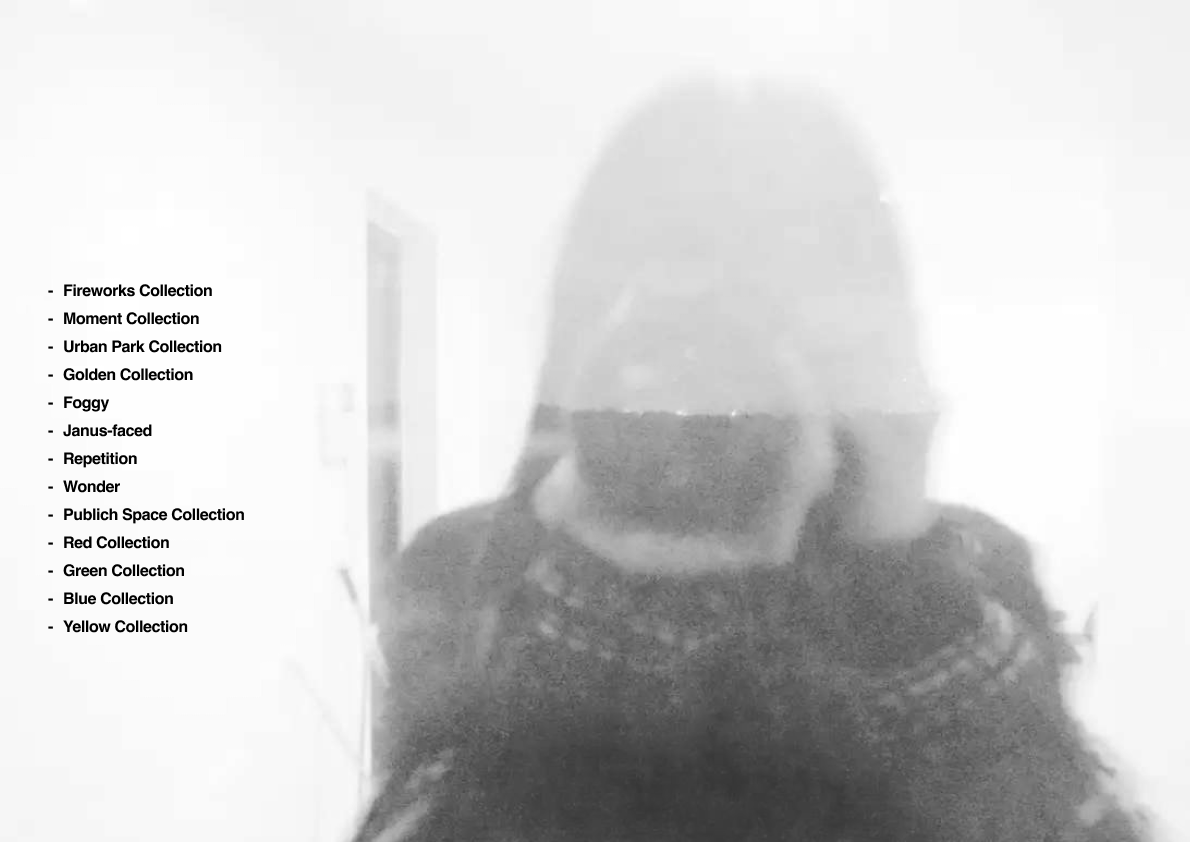 - Fireworks Collection
- Moment Collection
- Urban Park Collection
- Golden Collection
- Foggy
- Janus-faced
- Repetition
- Wonder
- Publich Space Collection
- Red Collection
- Green Collection
- Blue Collection
- Yellow Collection